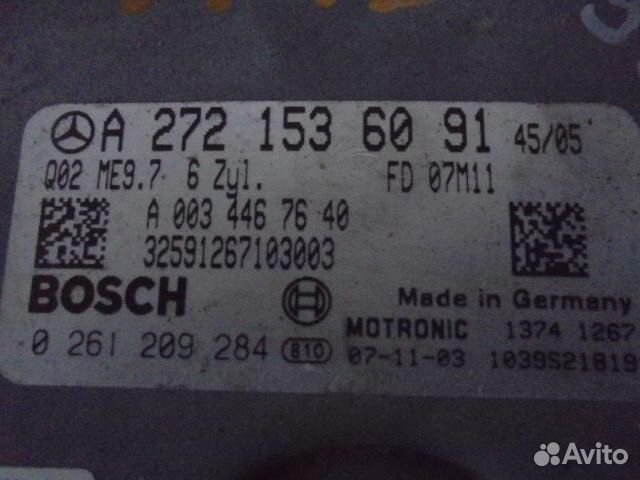 A 272 153 60 91 45/05
Q02 ME9.7 6 Zyl. FD 07M11
A 003 446 76 40
32591267103003
BOSCH
Made in Germany
0 261 209 284 810
MOTRONIC 1374 1267
07-11-03 1039S21819
Avito